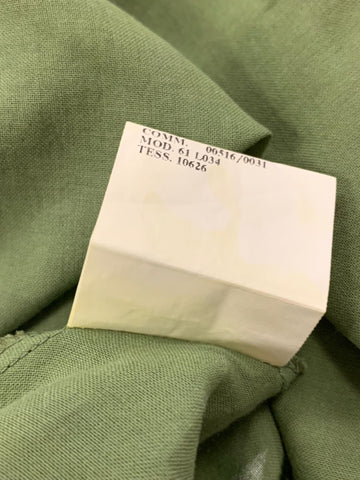 COMM. 00516/0031
MOD. 61 L034
TESS. 10626